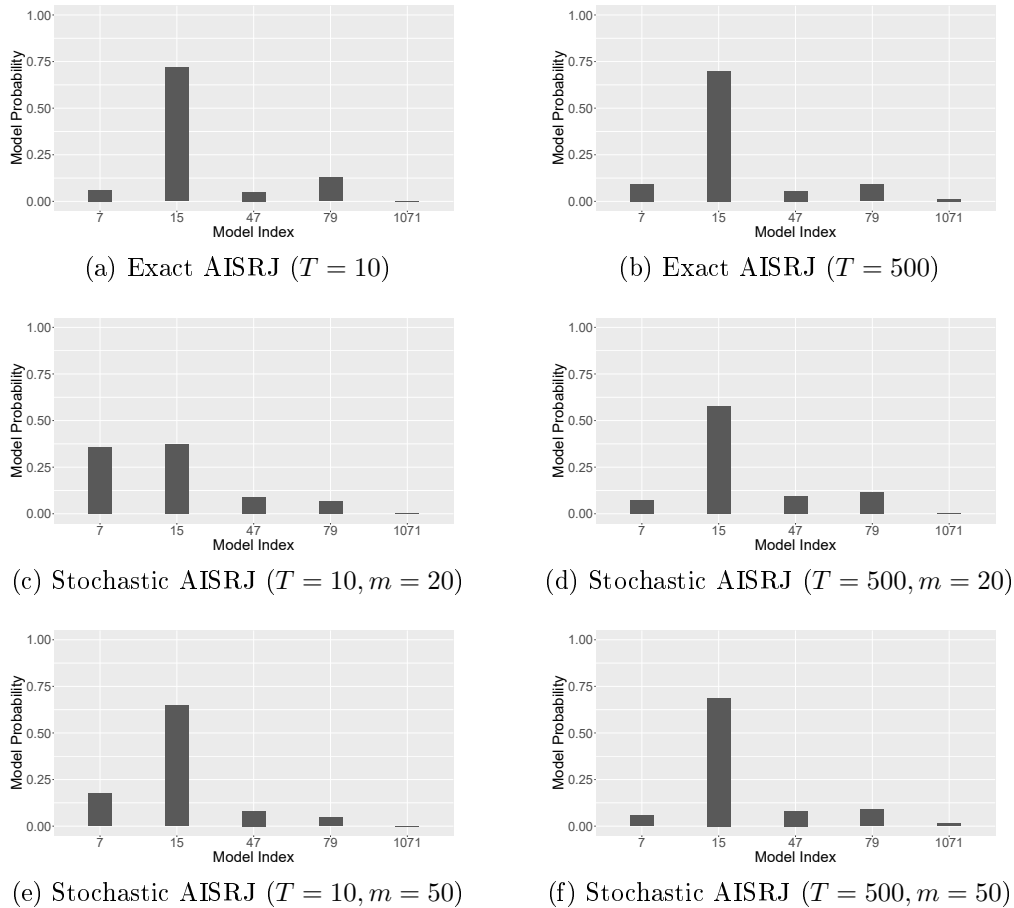 1.00
0.75
0.50
0.25
0.00
Model Probability
7 15 47 79 1071
Model Index
(a) Exact AISRJ (T = 10)
1.00
0.75
0.50
0.25
0.00
Model Probability
7 15 47 79 1071
Model Index
(b) Exact AISRJ (T = 500)
1.00
0.75
0.50
0.25
0.00
Model Probability
7 15 47 79 1071
Model Index
(c) Stochastic AISRJ (T = 10, m = 20)
1.00
0.75
0.50
0.25
0.00
Model Probability
7 15 47 79 1071
Model Index
(d) Stochastic AISRJ (T = 500, m = 20)
1.00
0.75
0.50
0.25
0.00
Model Probability
7 15 47 79 1071
Model Index
(e) Stochastic AISRJ (T = 10, m = 50)
1.00
0.75
0.50
0.25
0.00
Model Probability
7 15 47 79 1071
Model Index
(f) Stochastic AISRJ (T = 500, m = 50)